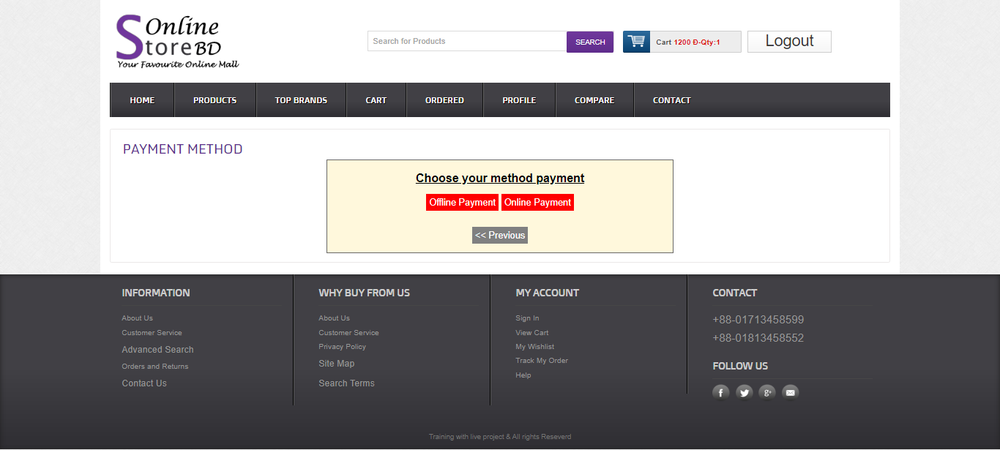 Online
Store BD
Your Favourite Online Mall
Search for Products
SEARCH
Cart 1200 Đ-Qty:1
Logout
HOME PRODUCTS TOP BRANDS CART ORDERED PROFILE COMPARE CONTACT
PAYMENT METHOD
Choose your method payment
Offline Payment Online Payment
<< Previous
INFORMATION
About Us
Customer Service
Advanced Search
Orders and Returns
Contact Us
WHY BUY FROM US
About Us
Customer Service
Privacy Policy
Site Map
Search Terms
MY ACCOUNT
Sign In
View Cart
My Wishlist
Track My Order
Help
CONTACT
+88-01713458599
+88-01813458552
FOLLOW US
f
g+
Training with live project & All rights Reseverd